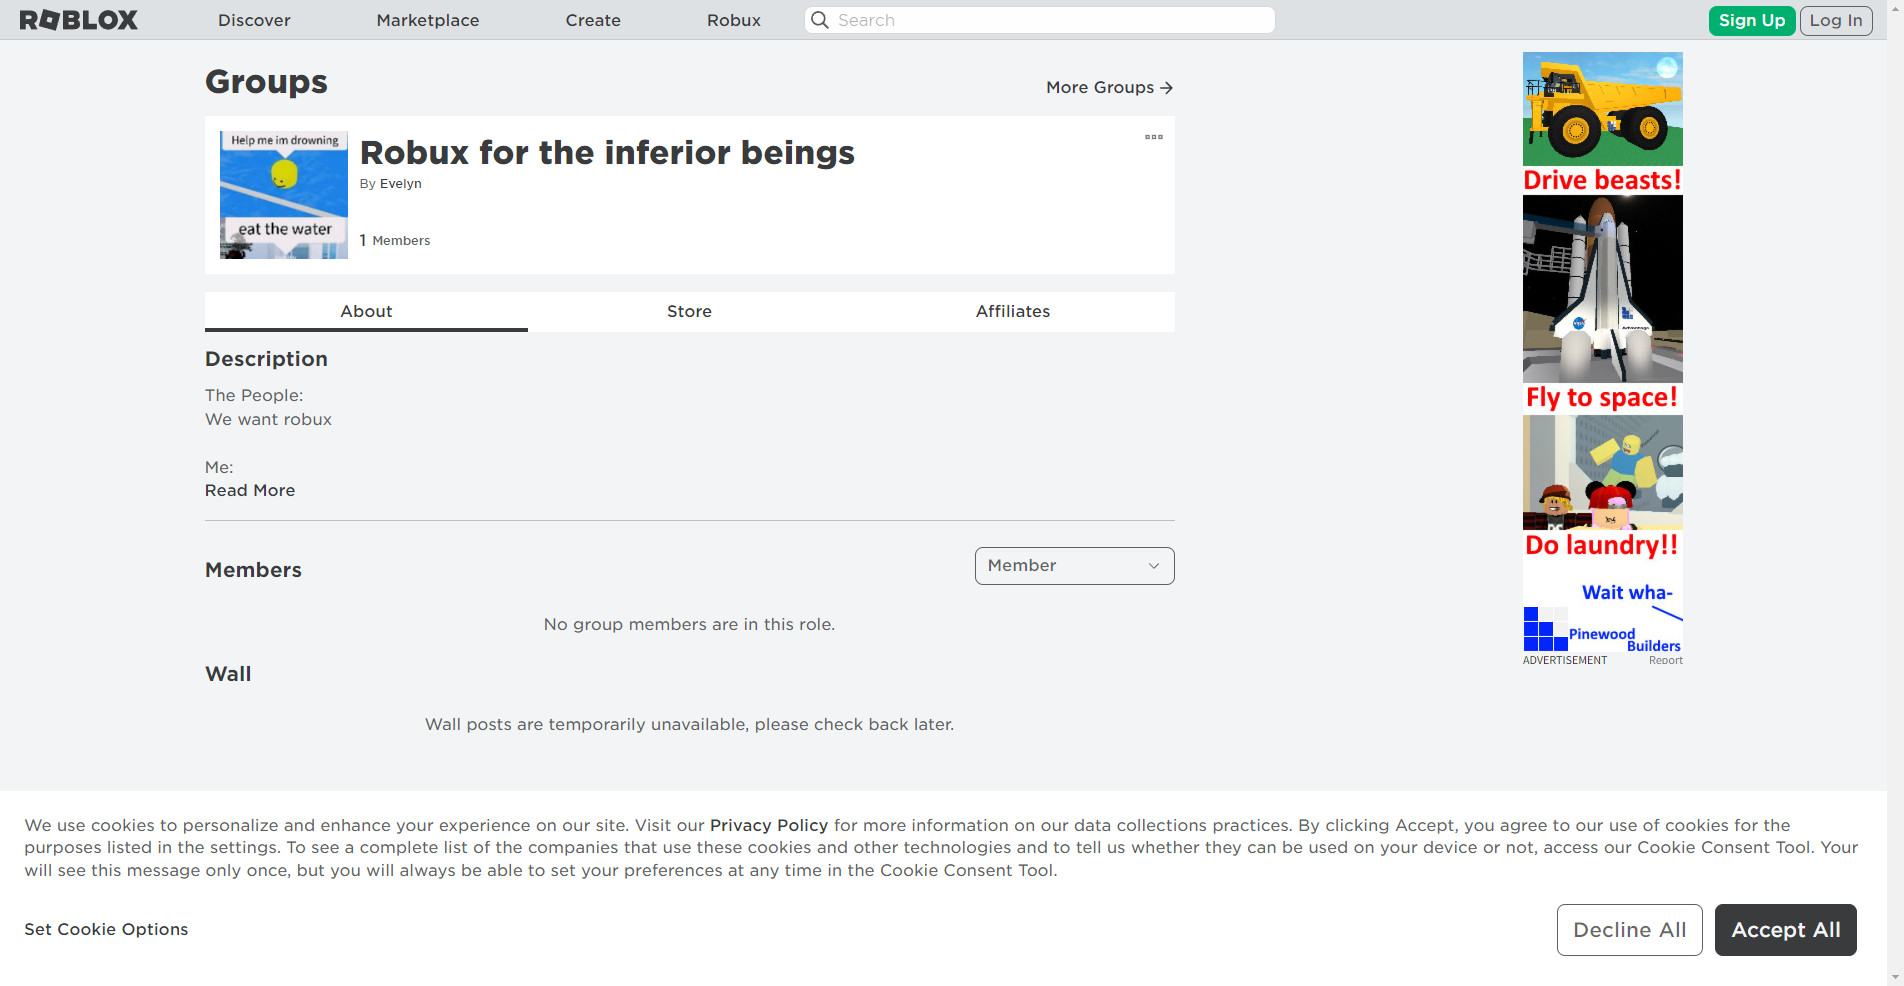 ROBLOX
Discover
Marketplace
Create
Robux
Search
Sign Up
Log In
Groups
More Groups
Help me im drowning
eat the water
Robux for the inferior beings
By Evelyn
1 Members
About
Store
Affiliates
Description
The People:
We want robux
Me:
Read More
Members
Member
No group members are in this role.
Wall
Wall posts are temporarily unavailable, please check back later.
Drive beasts!
Fly to space!
Do laundry!!
Wait wha-
Pinewood
Builders
ADVERTISEMENT
Report
We use cookies to personalize and enhance your experience on our site. Visit our Privacy Policy for more information on our data collections practices. By clicking Accept, you agree to our use of cookies for the
purposes listed in the settings. To see a complete list of the companies that use these cookies and other technologies and to tell us whether they can be used on your device or not, access our Cookie Consent Tool. Your
will see this message only once, but you will always be able to set your preferences at any time in the Cookie Consent Tool.
Set Cookie Options
Decline All
Accept All